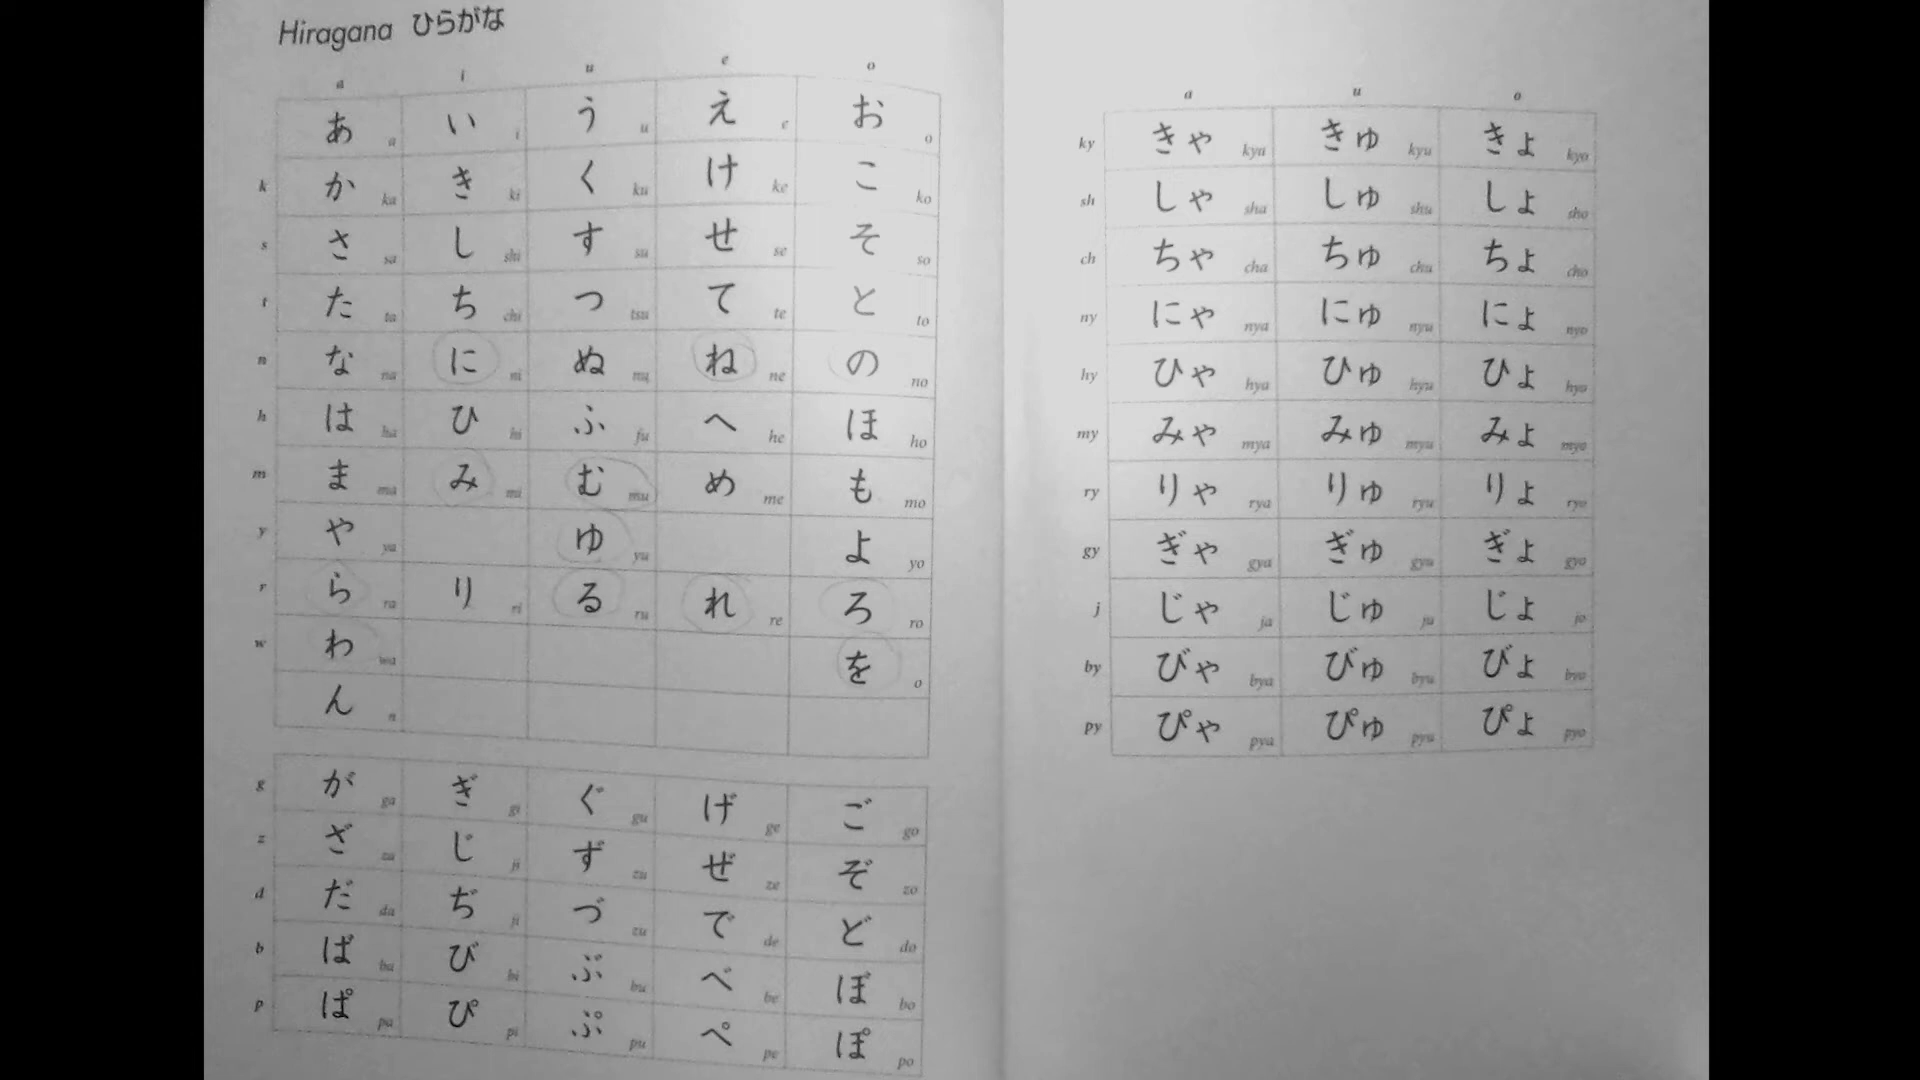 Hiragana ひらがな
a i u e o
あ a い i う u え e お o
k か ka き ki く ku け ke こ ko
s さ sa し shi す su せ se そ so
t た ta ち chi つ tsu て te と to
n な na に ni ぬ nu ね ne の no
h は ha ひ hi ふ fu へ he ほ ho
m ま ma み mi む mu め me も mo
y や ya ゆ yu よ yo
r ら ra り ri る ru れ re ろ ro
w わ wa を o
ん n
g が ga ぎ gi ぐ gu げ ge ご go
z ざ za じ ji ず zu ぜ ze ぞ zo
d だ da ぢ ji づ zu で de ど do
b ば ba び bi ぶ bu べ be ぼ bo
p ぱ pa ぴ pi ぷ pu ぺ pe ぽ po
a u o
ky きゃ kya きゅ kyu きょ kyo
sh しゃ sha しゅ shu しょ sho
ch ちゃ cha ちゅ chu ちょ cho
ny にゃ nya にゅ nyu にょ nyo
hy ひゃ hya ひゅ hyu ひょ hyo
my みゃ mya みゅ myu みょ myo
ry りゃ rya りゅ ryu りょ ryo
gy ぎゃ gya ぎゅ gyu ぎょ gyo
j じゃ ja じゅ ju じょ jo
by びゃ bya びゅ byu びょ byo
py ぴゃ pya ぴゅ pyu ぴょ pyo